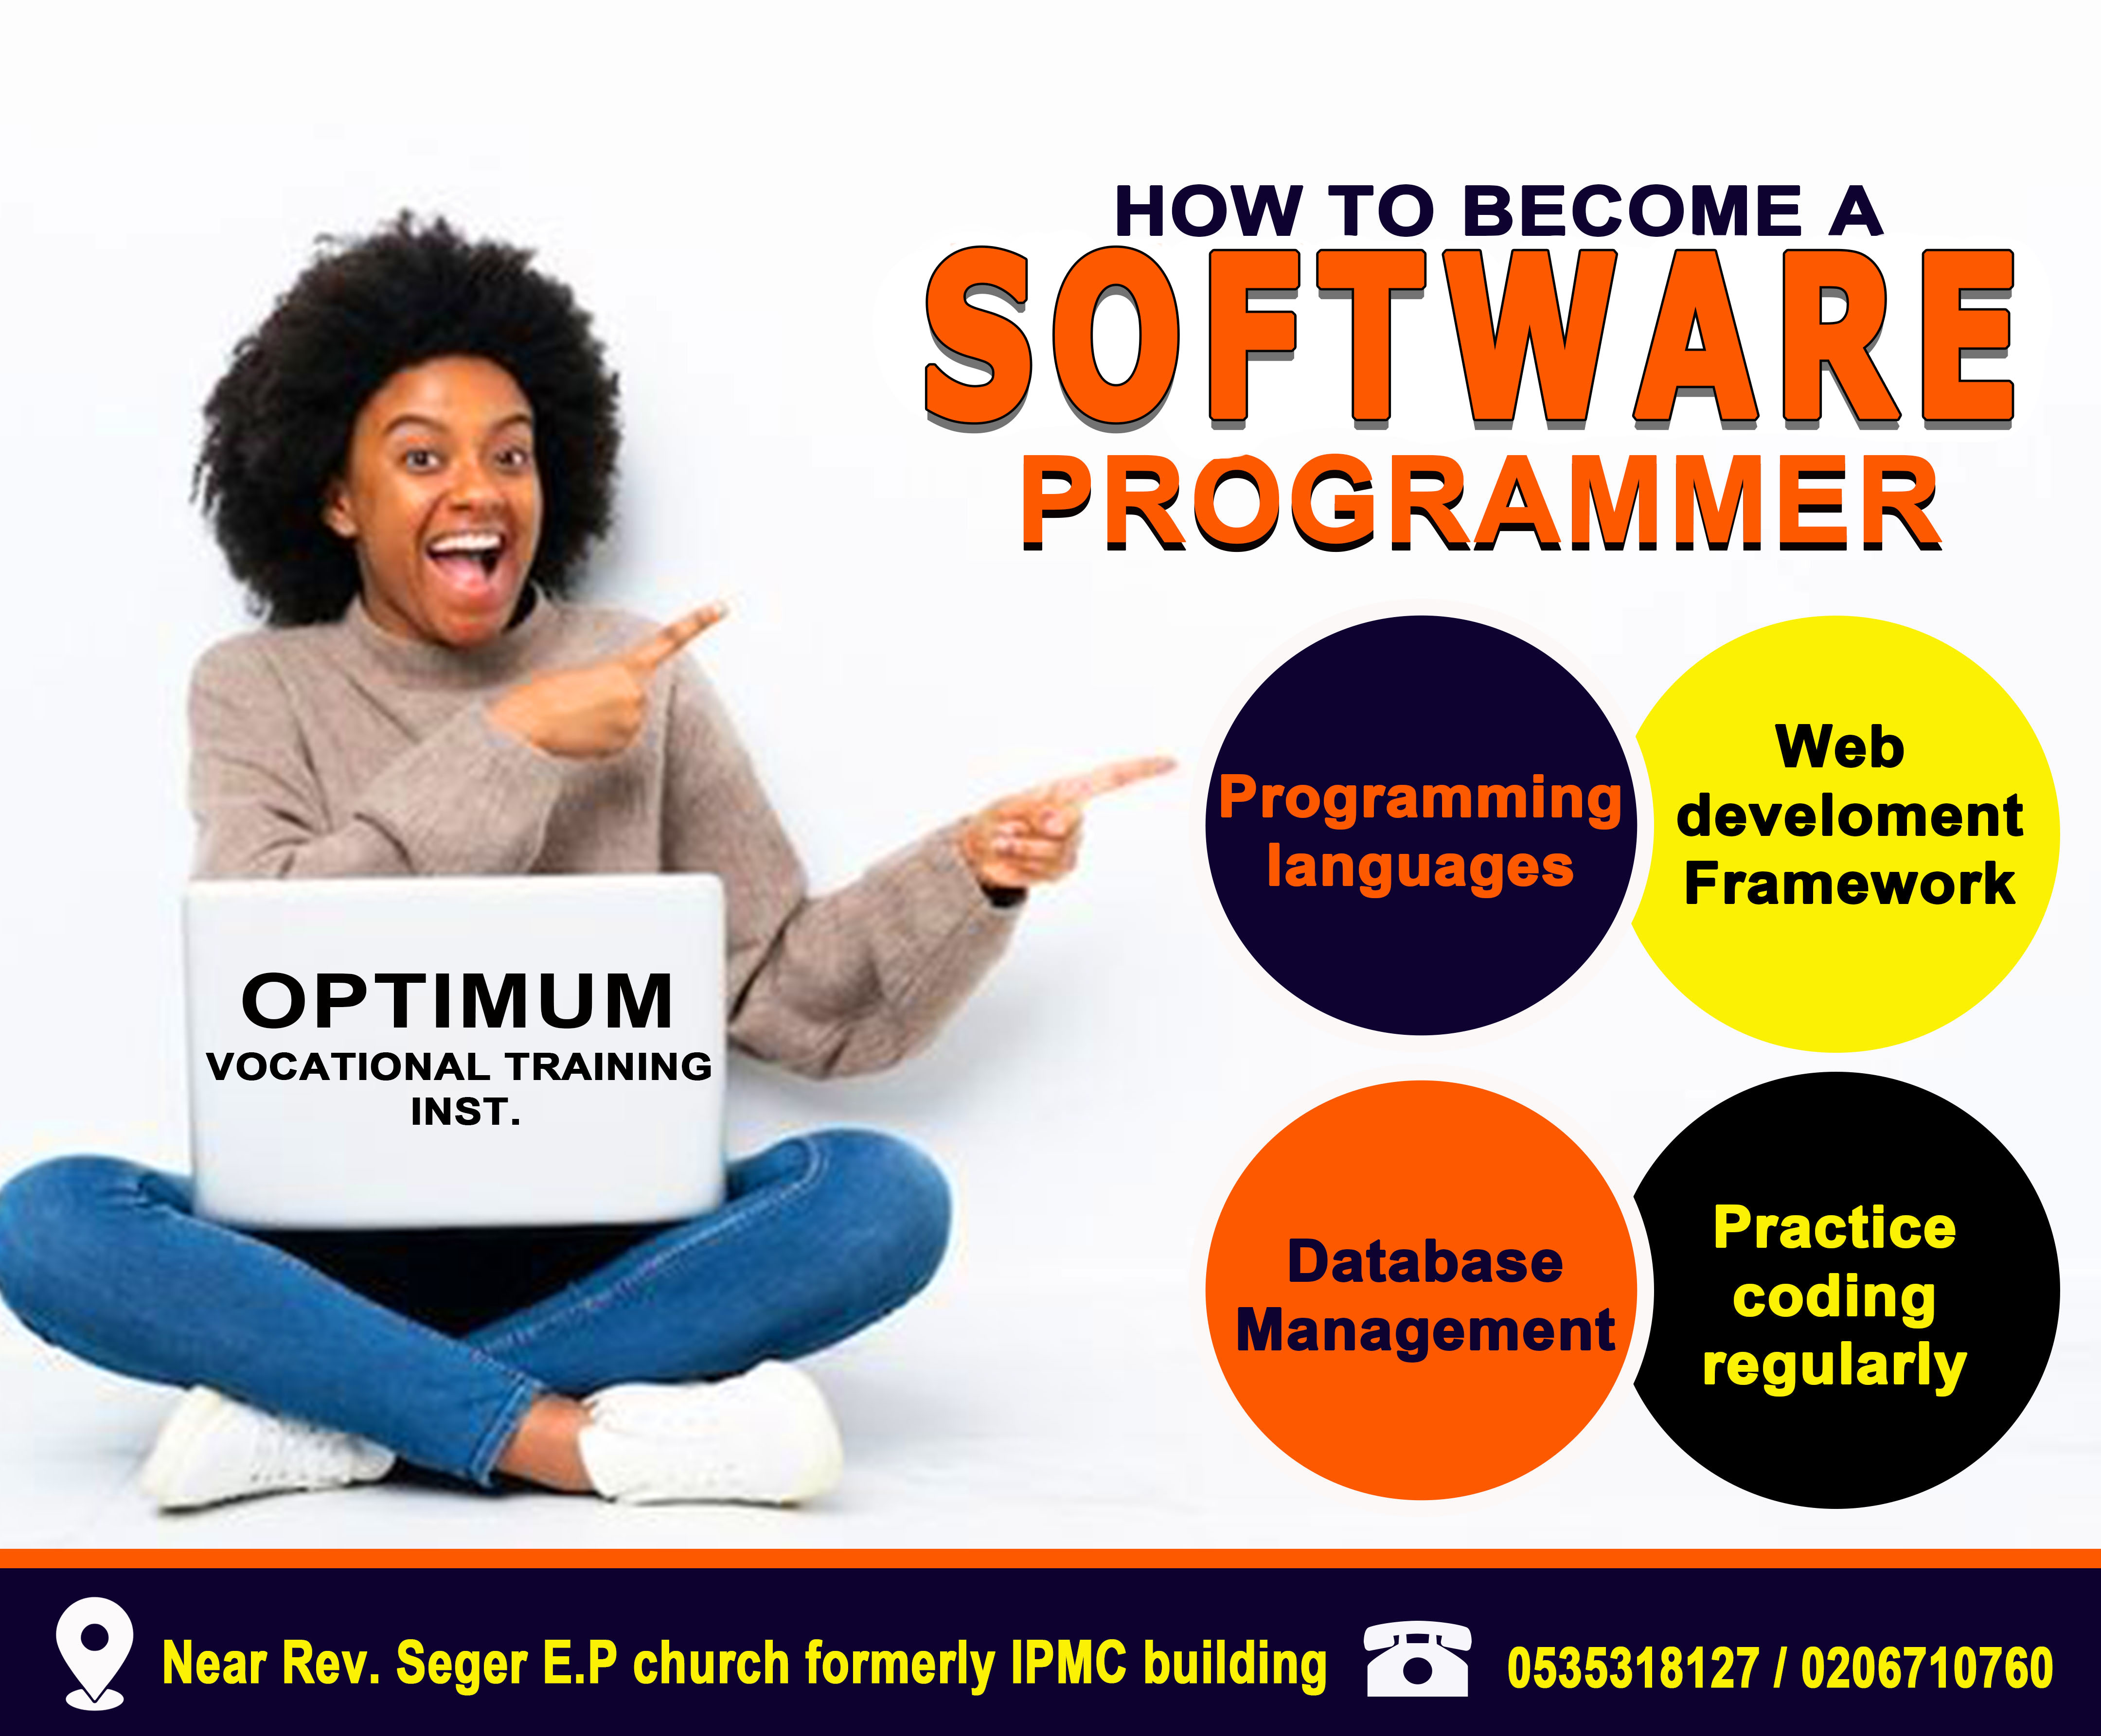 HOW TO BECOME A
SOFTWARE
PROGRAMMER
Programming
languages
Web
develoment
Framework
OPTIMUM
VOCATIONAL TRAINING
INST.
Database
Management
Practice
coding
regularly
Near Rev. Seger E.P church formerly IPMC building
0535318127 / 0206710760